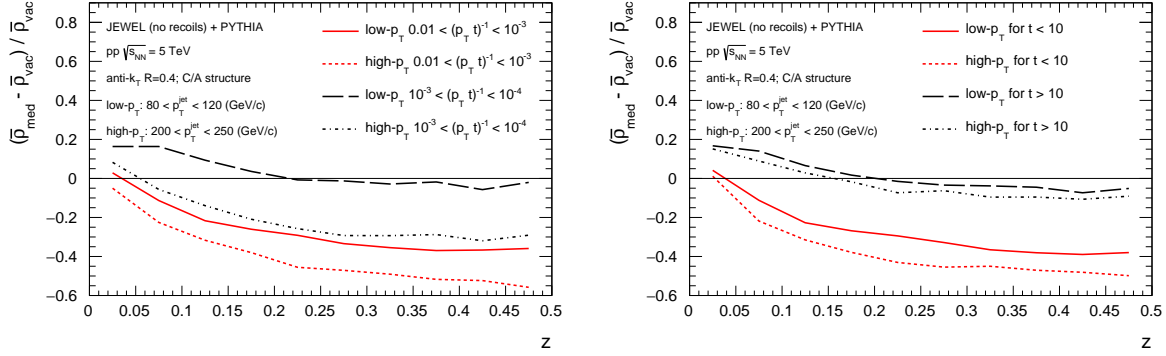 (ρ̅med - ρ̅vac) / ρ̅vac
0.8
0.6
0.4
0.2
0
−0.2
−0.4
−0.6
JEWEL (no recoils) + PYTHIA
pp √sNN = 5 TeV
anti-kT R=0.4; C/A structure
low-pT: 80 < pTjet < 120 (GeV/c)
high-pT: 200 < pTjet < 250 (GeV/c)
low-pT 0.01 < (pT t)-1 < 10-3
high-pT 0.01 < (pT t)-1 < 10-3
low-pT 10-3 < (pT t)-1 < 10-4
high-pT 10-3 < (pT t)-1 < 10-4
0 0.05 0.1 0.15 0.2 0.25 0.3 0.35 0.4 0.45 0.5
z
(ρ̅med - ρ̅vac) / ρ̅vac
0.8
0.6
0.4
0.2
0
−0.2
−0.4
−0.6
JEWEL (no recoils) + PYTHIA
pp √sNN = 5 TeV
anti-kT R=0.4; C/A structure
low-pT: 80 < pTjet < 120 (GeV/c)
high-pT: 200 < pTjet < 250 (GeV/c)
low-pT for t < 10
high-pT for t < 10
low-pT for t > 10
high-pT for t > 10
0 0.05 0.1 0.15 0.2 0.25 0.3 0.35 0.4 0.45 0.5
z